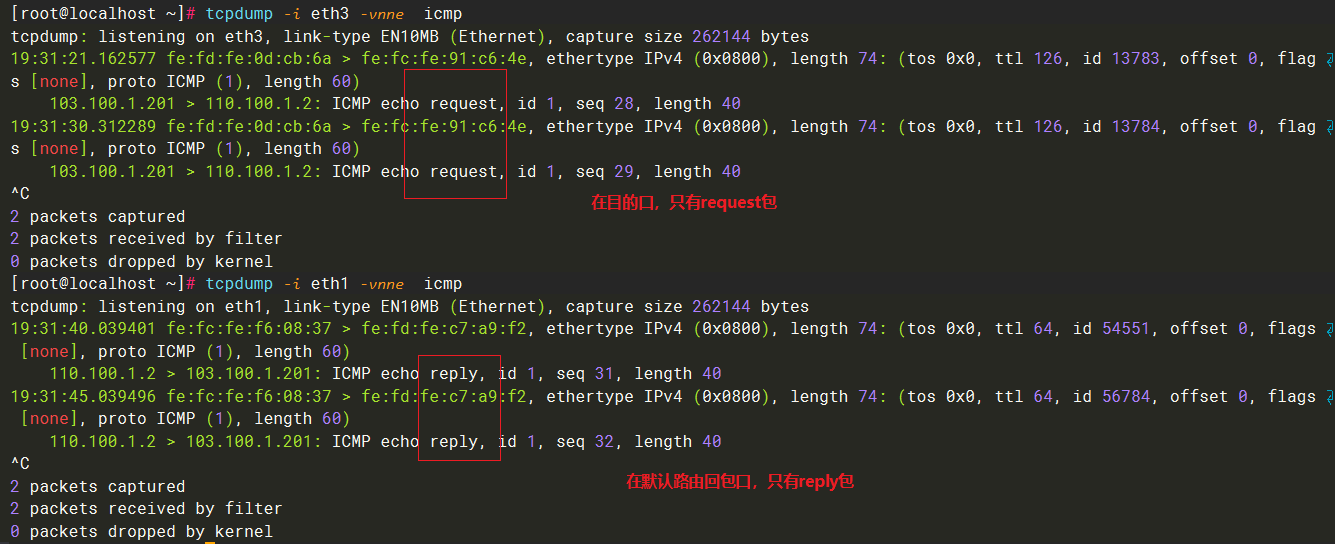 [root@localhost ~]# tcpdump -i eth3 -vnne  icmp
tcpdump: listening on eth3, link-type EN10MB (Ethernet), capture size 262144 bytes
19:31:21.162577 fe:fd:fe:0d:cb:6a > fe:fc:fe:91:c6:4e, ethertype IPv4 (0x0800), length 74: (tos 0x0, ttl 126, id 13783, offset 0, flag
s [none], proto ICMP (1), length 60)
103.100.1.201 > 110.100.1.2: ICMP echo request, id 1, seq 28, length 40
19:31:30.312289 fe:fd:fe:0d:cb:6a > fe:fc:fe:91:c6:4e, ethertype IPv4 (0x0800), length 74: (tos 0x0, ttl 126, id 13784, offset 0, flag
s [none], proto ICMP (1), length 60)
103.100.1.201 > 110.100.1.2: ICMP echo request, id 1, seq 29, length 40
^C
在目的口，只有request包
2 packets captured
2 packets received by filter
0 packets dropped by kernel
[root@localhost ~]# tcpdump -i eth1 -vnne  icmp
tcpdump: listening on eth1, link-type EN10MB (Ethernet), capture size 262144 bytes
19:31:40.039401 fe:fc:fe:f6:08:37 > fe:fd:fe:c7:a9:f2, ethertype IPv4 (0x0800), length 74: (tos 0x0, ttl 64, id 54551, offset 0, flags
[none], proto ICMP (1), length 60)
110.100.1.2 > 103.100.1.201: ICMP echo reply, id 1, seq 31, length 40
19:31:45.039496 fe:fc:fe:f6:08:37 > fe:fd:fe:c7:a9:f2, ethertype IPv4 (0x0800), length 74: (tos 0x0, ttl 64, id 56784, offset 0, flags
[none], proto ICMP (1), length 60)
110.100.1.2 > 103.100.1.201: ICMP echo reply, id 1, seq 32, length 40
^C
在默认路由回包口，只有reply包
2 packets captured
2 packets received by filter
0 packets dropped by kernel